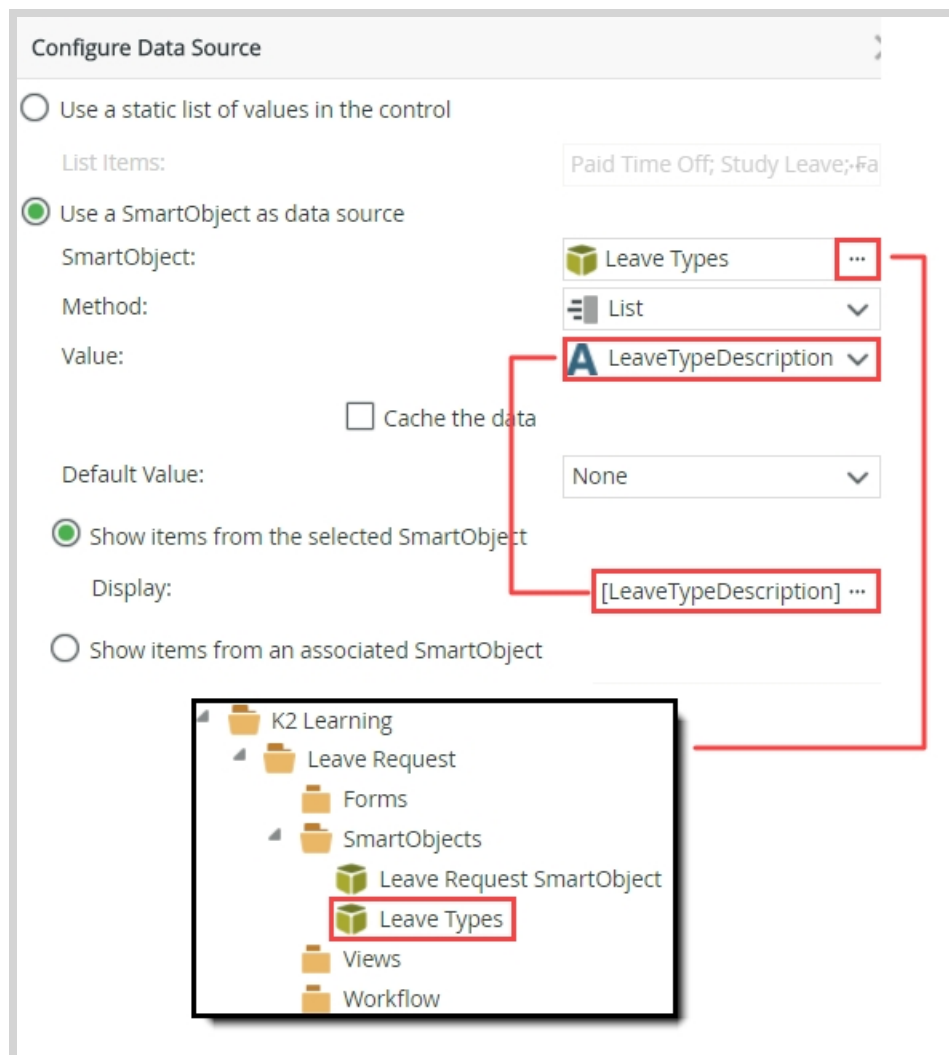 Configure Data Source
Use a static list of values in the control
List Items: Paid Time Off; Study Leave;
Use a SmartObject as data source
SmartObject: Leave Types ...
Method: List
Value: A LeaveTypeDescription
Cache the data
Default Value: None
Show items from the selected SmartObject
Display: [LeaveTypeDescription] ...
Show items from an associated SmartObject
K2 Learning
Leave Request
Forms
SmartObjects
Leave Request SmartObject
Leave Types
Views
Workflow